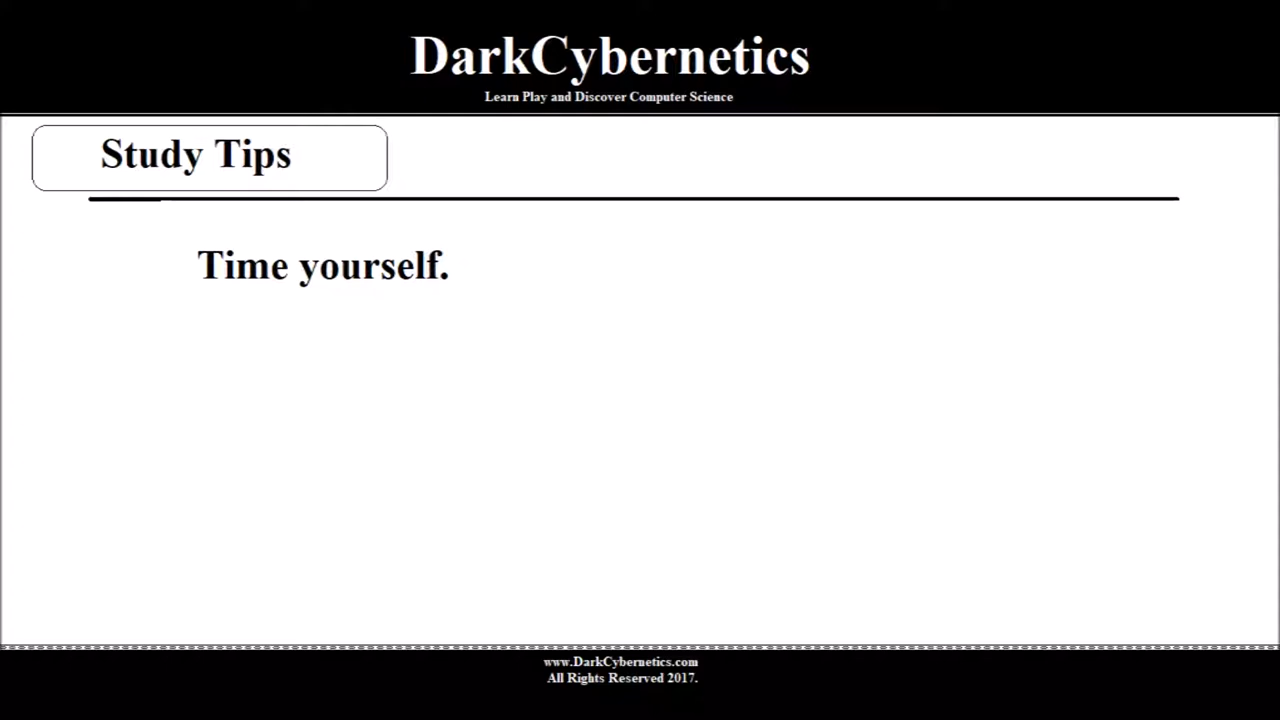 DarkCybernetics
Learn Play and Discover Computer Science
Study Tips
Time yourself.
www.DarkCybernetics.com
All Rights Reserved 2017.